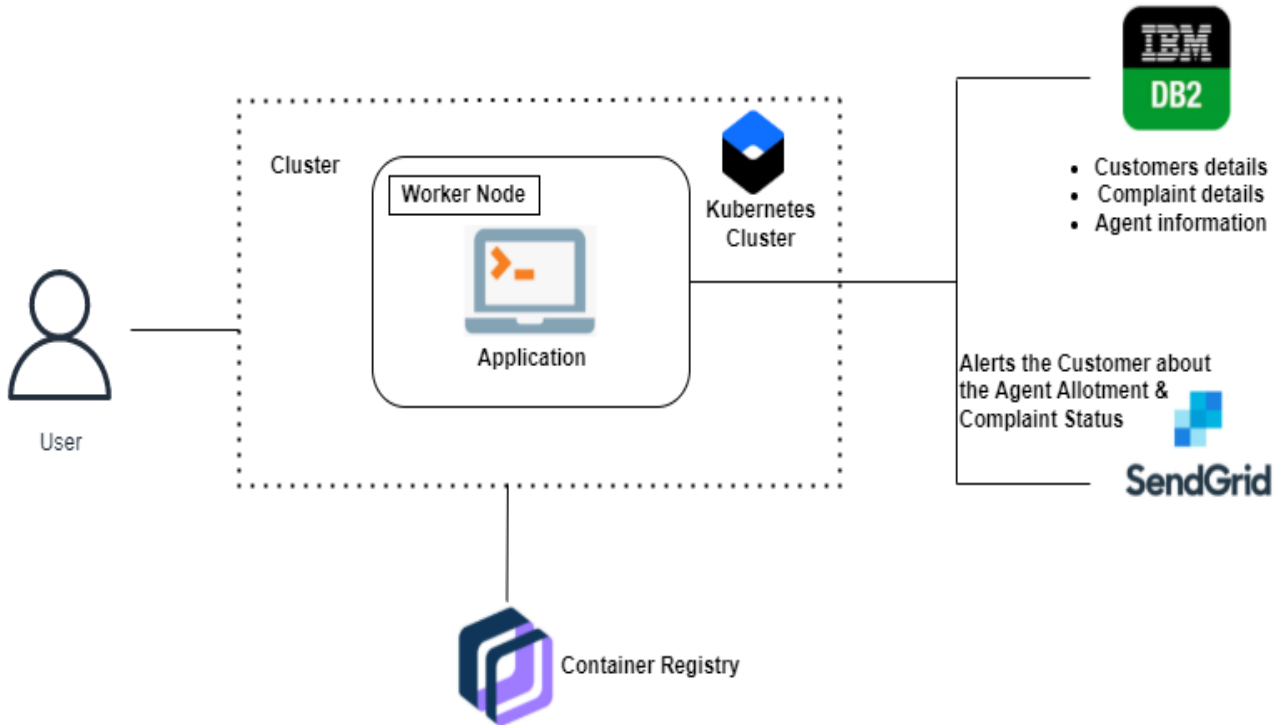 IBM
DB2
Cluster
Worker Node
Kubernetes
Cluster
Application
• Customers details
• Complaint details
• Agent information
User
Alerts the Customer about
the Agent Allotment &
Complaint Status
SendGrid
Container Registry